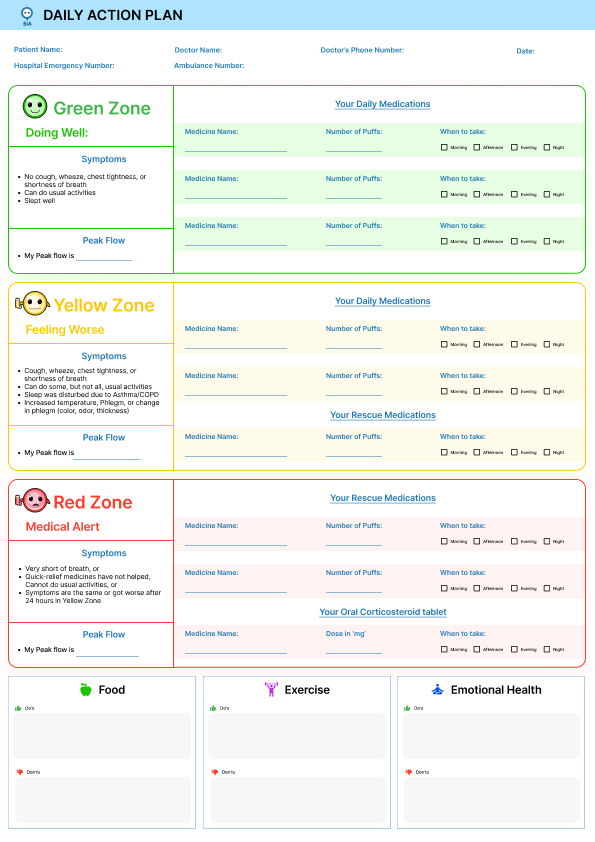 SIA
DAILY ACTION PLAN
Patient Name:
Doctor Name:
Doctor's Phone Number:
Date:
Hospital Emergency Number:
Ambulance Number:
Green Zone
Doing Well:
Symptoms
• No cough, wheeze, chest tightness, or
shortness of breath
• Can do usual activities
• Slept well
Peak Flow
• My Peak flow is
Your Daily Medications
Medicine Name: Number of Puffs: When to take:
Morning Afternoon Evening Night
Medicine Name: Number of Puffs: When to take:
Morning Afternoon Evening Night
Medicine Name: Number of Puffs: When to take:
Morning Afternoon Evening Night
Yellow Zone
Feeling Worse
Symptoms
• Cough, wheeze, chest tightness, or
shortness of breath
• Can do some, but not all, usual activities
• Sleep was disturbed due to Asthma/COPD
• Increased temperature, Phlegm, or change
in phlegm (color, odor, thickness)
Peak Flow
• My Peak flow is
Your Daily Medications
Medicine Name: Number of Puffs: When to take:
Morning Afternoon Evening Night
Medicine Name: Number of Puffs: When to take:
Morning Afternoon Evening Night
Your Rescue Medications
Medicine Name: Number of Puffs: When to take:
Morning Afternoon Evening Night
Red Zone
Medical Alert
Symptoms
• Very short of breath, or
• Quick-relief medicines have not helped,
Cannot do usual activities, or
• Symptoms are the same or got worse after
24 hours in Yellow Zone
Peak Flow
• My Peak flow is
Your Rescue Medications
Medicine Name: Number of Puffs: When to take:
Morning Afternoon Evening Night
Medicine Name: Number of Puffs: When to take:
Morning Afternoon Evening Night
Your Oral Corticosteroid tablet
Medicine Name: Dose in 'mg' When to take:
Morning Afternoon Evening Night
Food
Do's
Don'ts
Exercise
Do's
Don'ts
Emotional Health
Do's
Don'ts